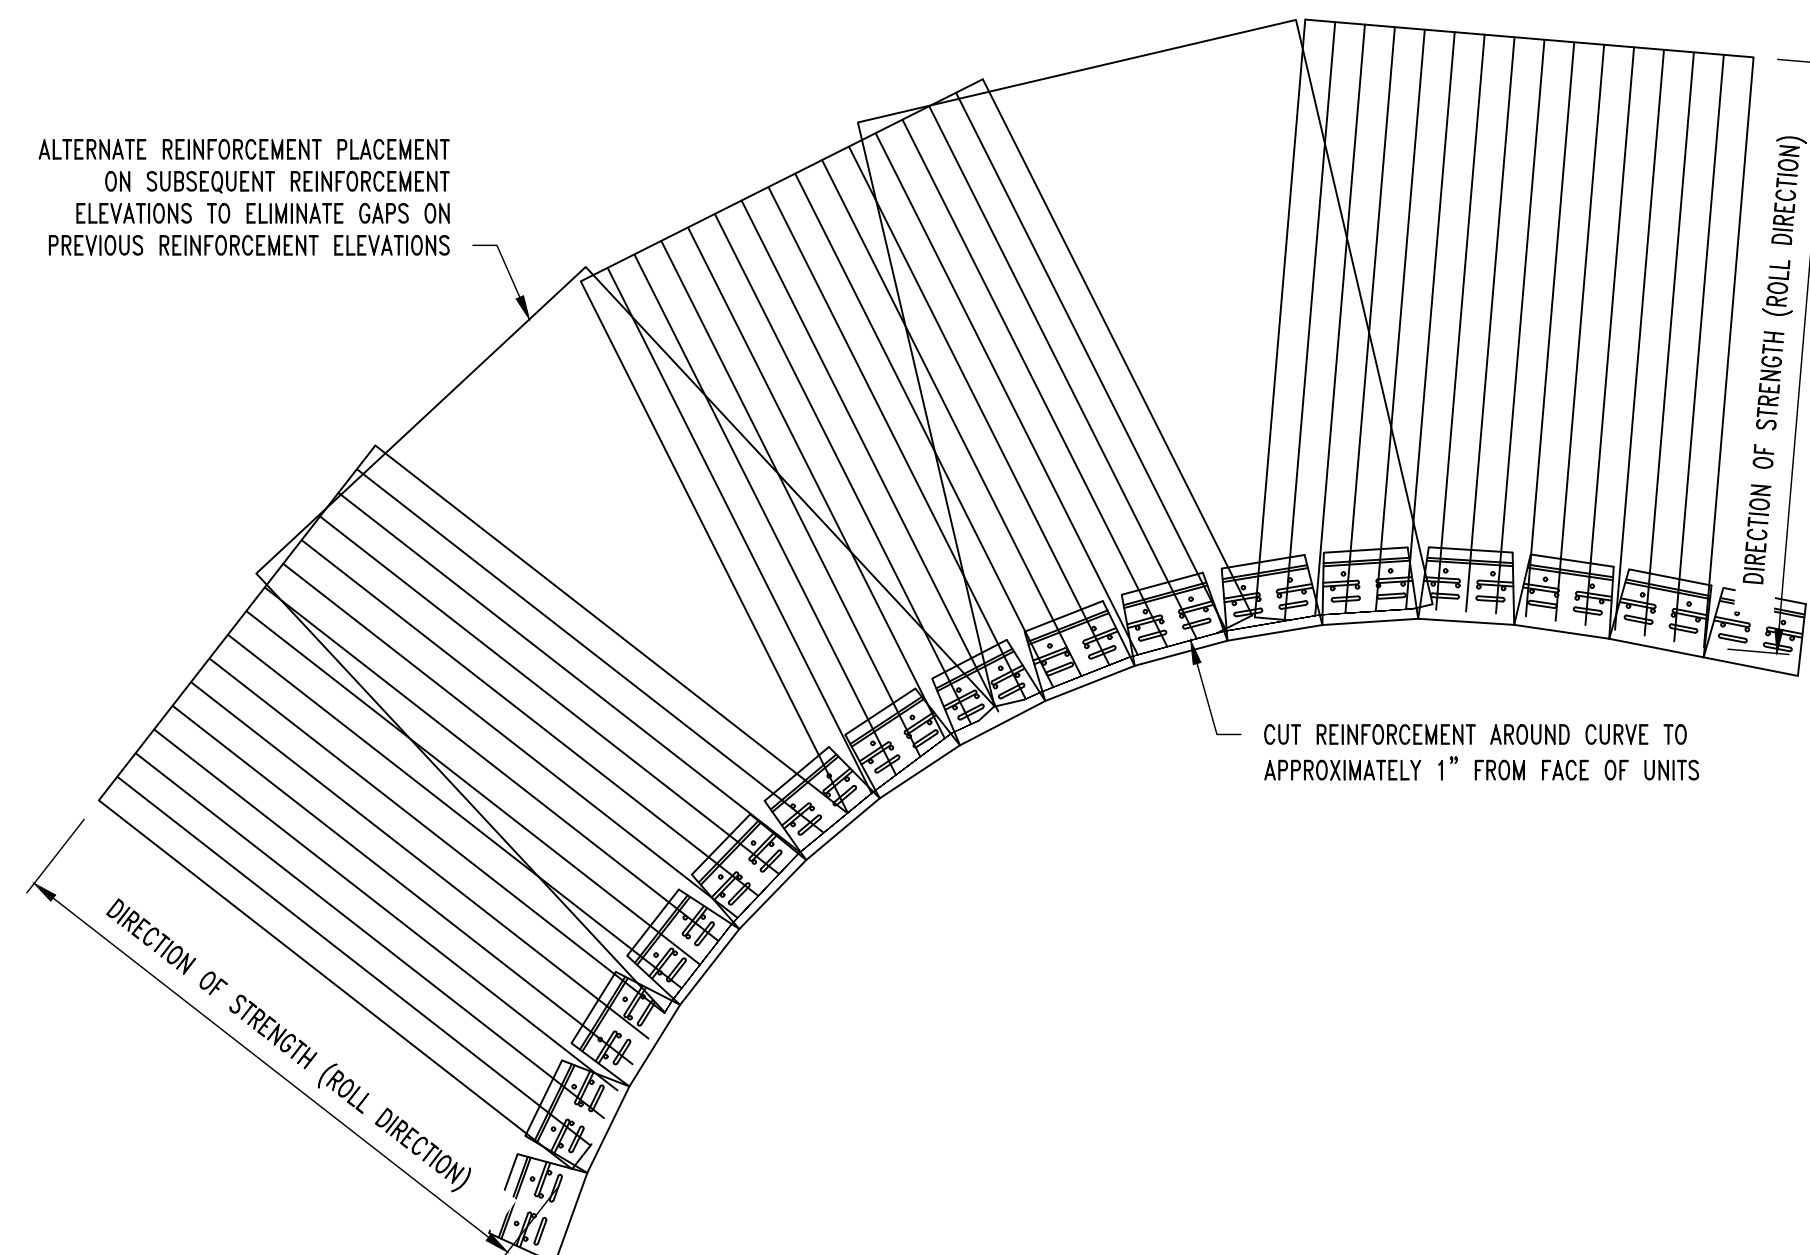 ALTERNATE REINFORCEMENT PLACEMENT
ON SUBSEQUENT REINFORCEMENT
ELEVATIONS TO ELIMINATE GAPS ON
PREVIOUS REINFORCEMENT ELEVATIONS
DIRECTION OF STRENGTH (ROLL DIRECTION)
CUT REINFORCEMENT AROUND CURVE TO
APPROXIMATELY 1" FROM FACE OF UNITS
DIRECTION OF STRENGTH (ROLL DIRECTION)